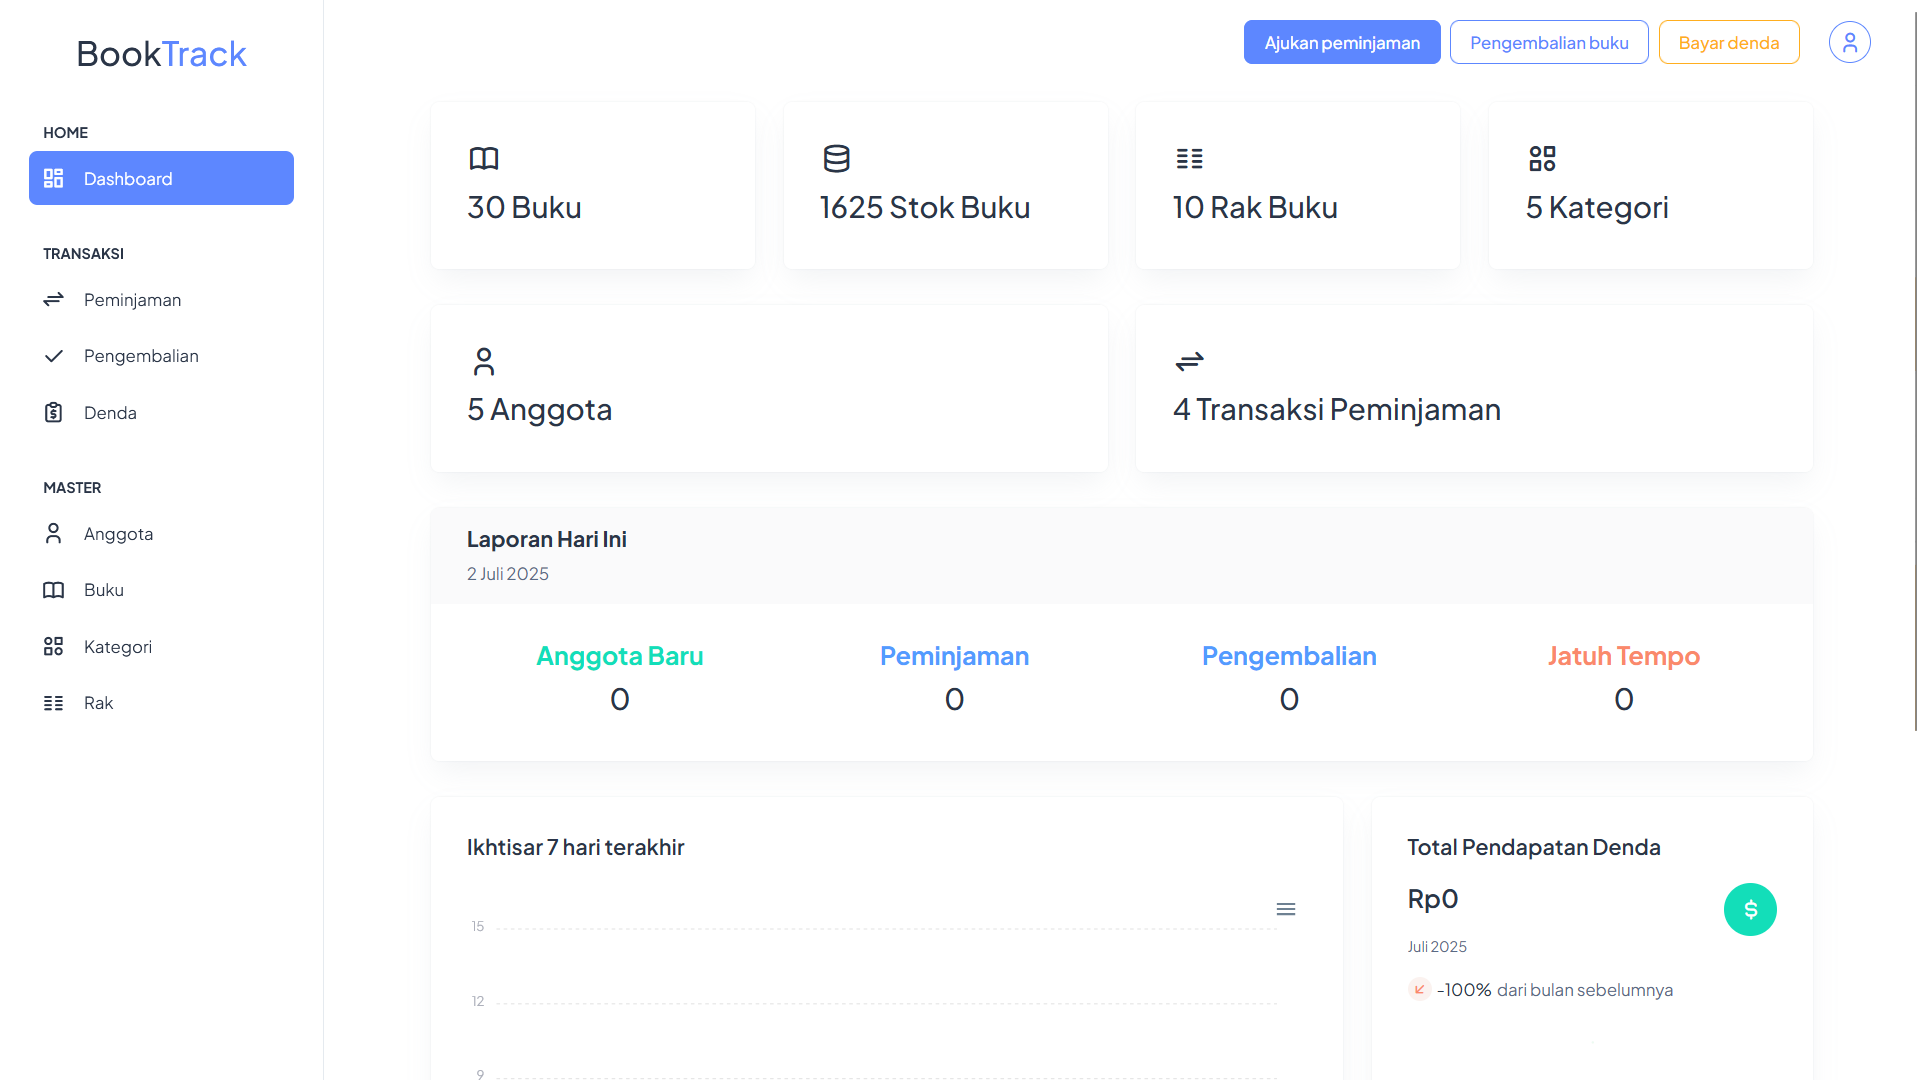 BookTrack
HOME
Dashboard
TRANSAKSI
Peminjaman
Pengembalian
Denda
MASTER
Anggota
Buku
Kategori
Rak
Ajukan peminjaman
Pengembalian buku
Bayar denda
30 Buku
1625 Stok Buku
10 Rak Buku
5 Kategori
5 Anggota
4 Transaksi Peminjaman
Laporan Hari Ini
2 Juli 2025
Anggota Baru
0
Peminjaman
0
Pengembalian
0
Jatuh Tempo
0
Ikhtisar 7 hari terakhir
15
12
9
Total Pendapatan Denda
Rp0
$
Juli 2025
-100% dari bulan sebelumnya